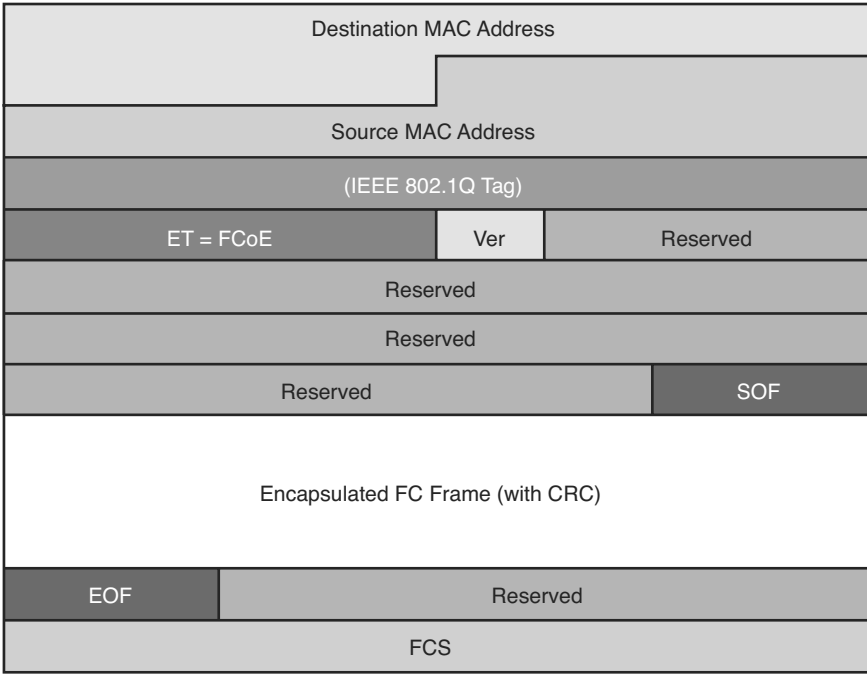 Destination MAC Address
Source MAC Address
(IEEE 802.1Q Tag)
ET = FCoE Ver Reserved
Reserved
Reserved
Reserved SOF
Encapsulated FC Frame (with CRC)
EOF Reserved
FCS